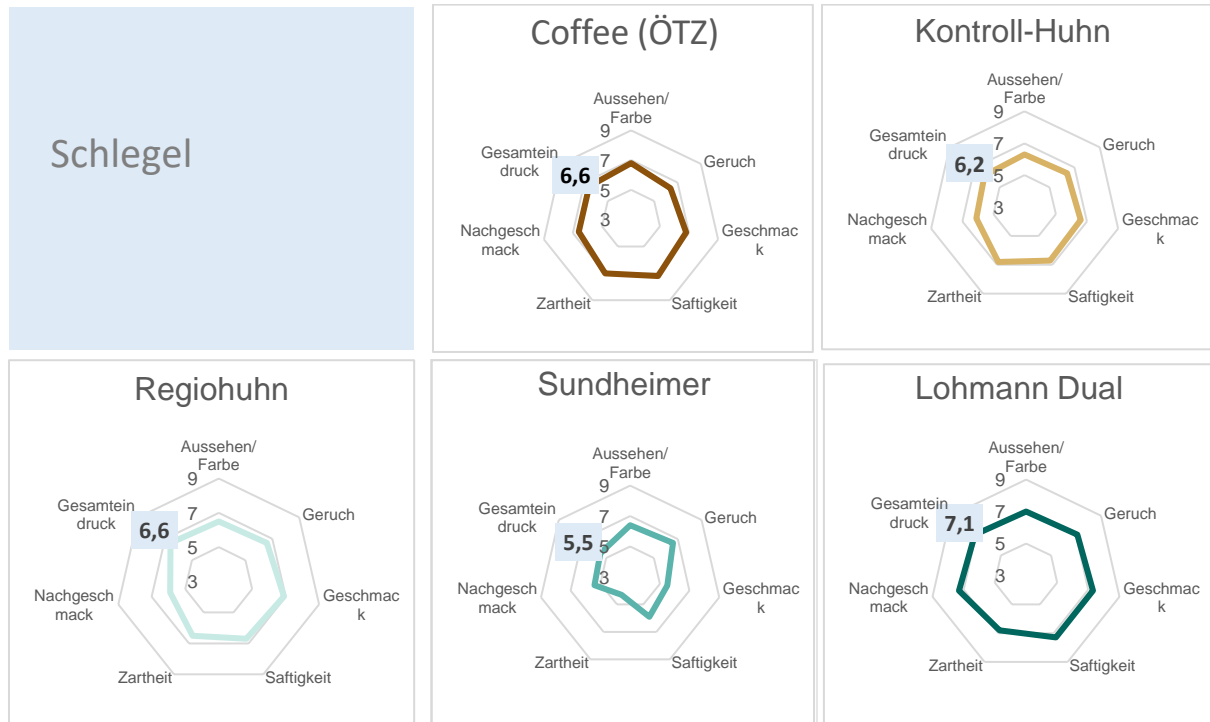 Schlegel
Coffee (ÖTZ)
Aussehen/
Farbe
9
7
5
3
Geruch
Geschmac
k
Saftigkeit
Zartheit
Nachgesch
mack
Gesamtein
druck
6,6
Kontroll-Huhn
Aussehen/
Farbe
9
7
5
3
Geruch
Geschmac
k
Saftigkeit
Zartheit
Nachgesch
mack
Gesamtein
druck
6,2
Regiohuhn
Aussehen/
Farbe
9
7
5
3
Geruch
Geschmac
k
Saftigkeit
Zartheit
Nachgesch
mack
Gesamtein
druck
6,6
Sundheimer
Aussehen/
Farbe
9
7
5
3
Geruch
Geschmac
k
Saftigkeit
Zartheit
Nachgesch
mack
Gesamtein
druck
5,5
Lohmann Dual
Aussehen/
Farbe
9
7
5
3
Geruch
Geschmac
k
Saftigkeit
Zartheit
Nachgesch
mack
Gesamtein
druck
7,1